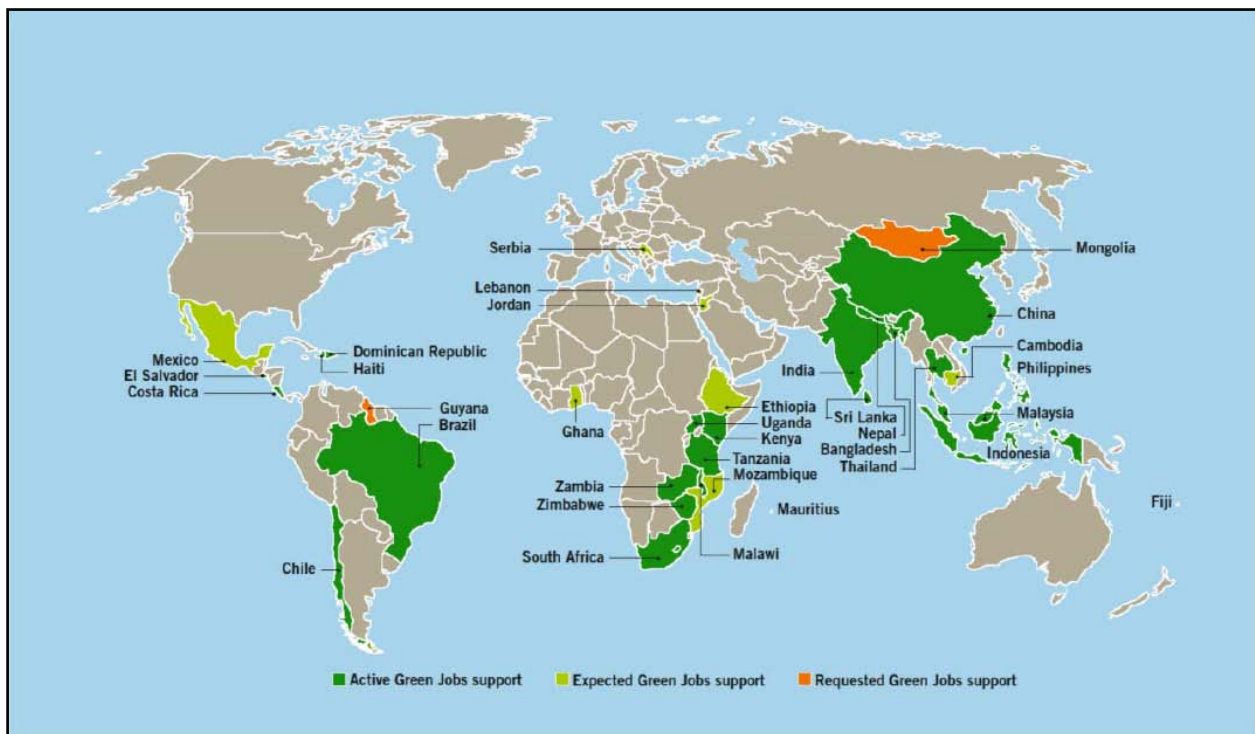 Serbia
Mongolia
Lebanon
Jordan
China
Mexico
El Salvador
Costa Rica
Dominican Republic
Haiti
Cambodia
Philippines
India
Guyana
Brazil
Ghana
Ethiopia
Uganda
Kenya
Sri Lanka
Nepal
Bangladesh
Thailand
Malaysia
Indonesia
Tanzania
Mozambique
Zambia
Zimbabwe
Mauritius
Fiji
South Africa
Malawi
Chile
Active Green Jobs support
Expected Green Jobs support
Requested Green Jobs support